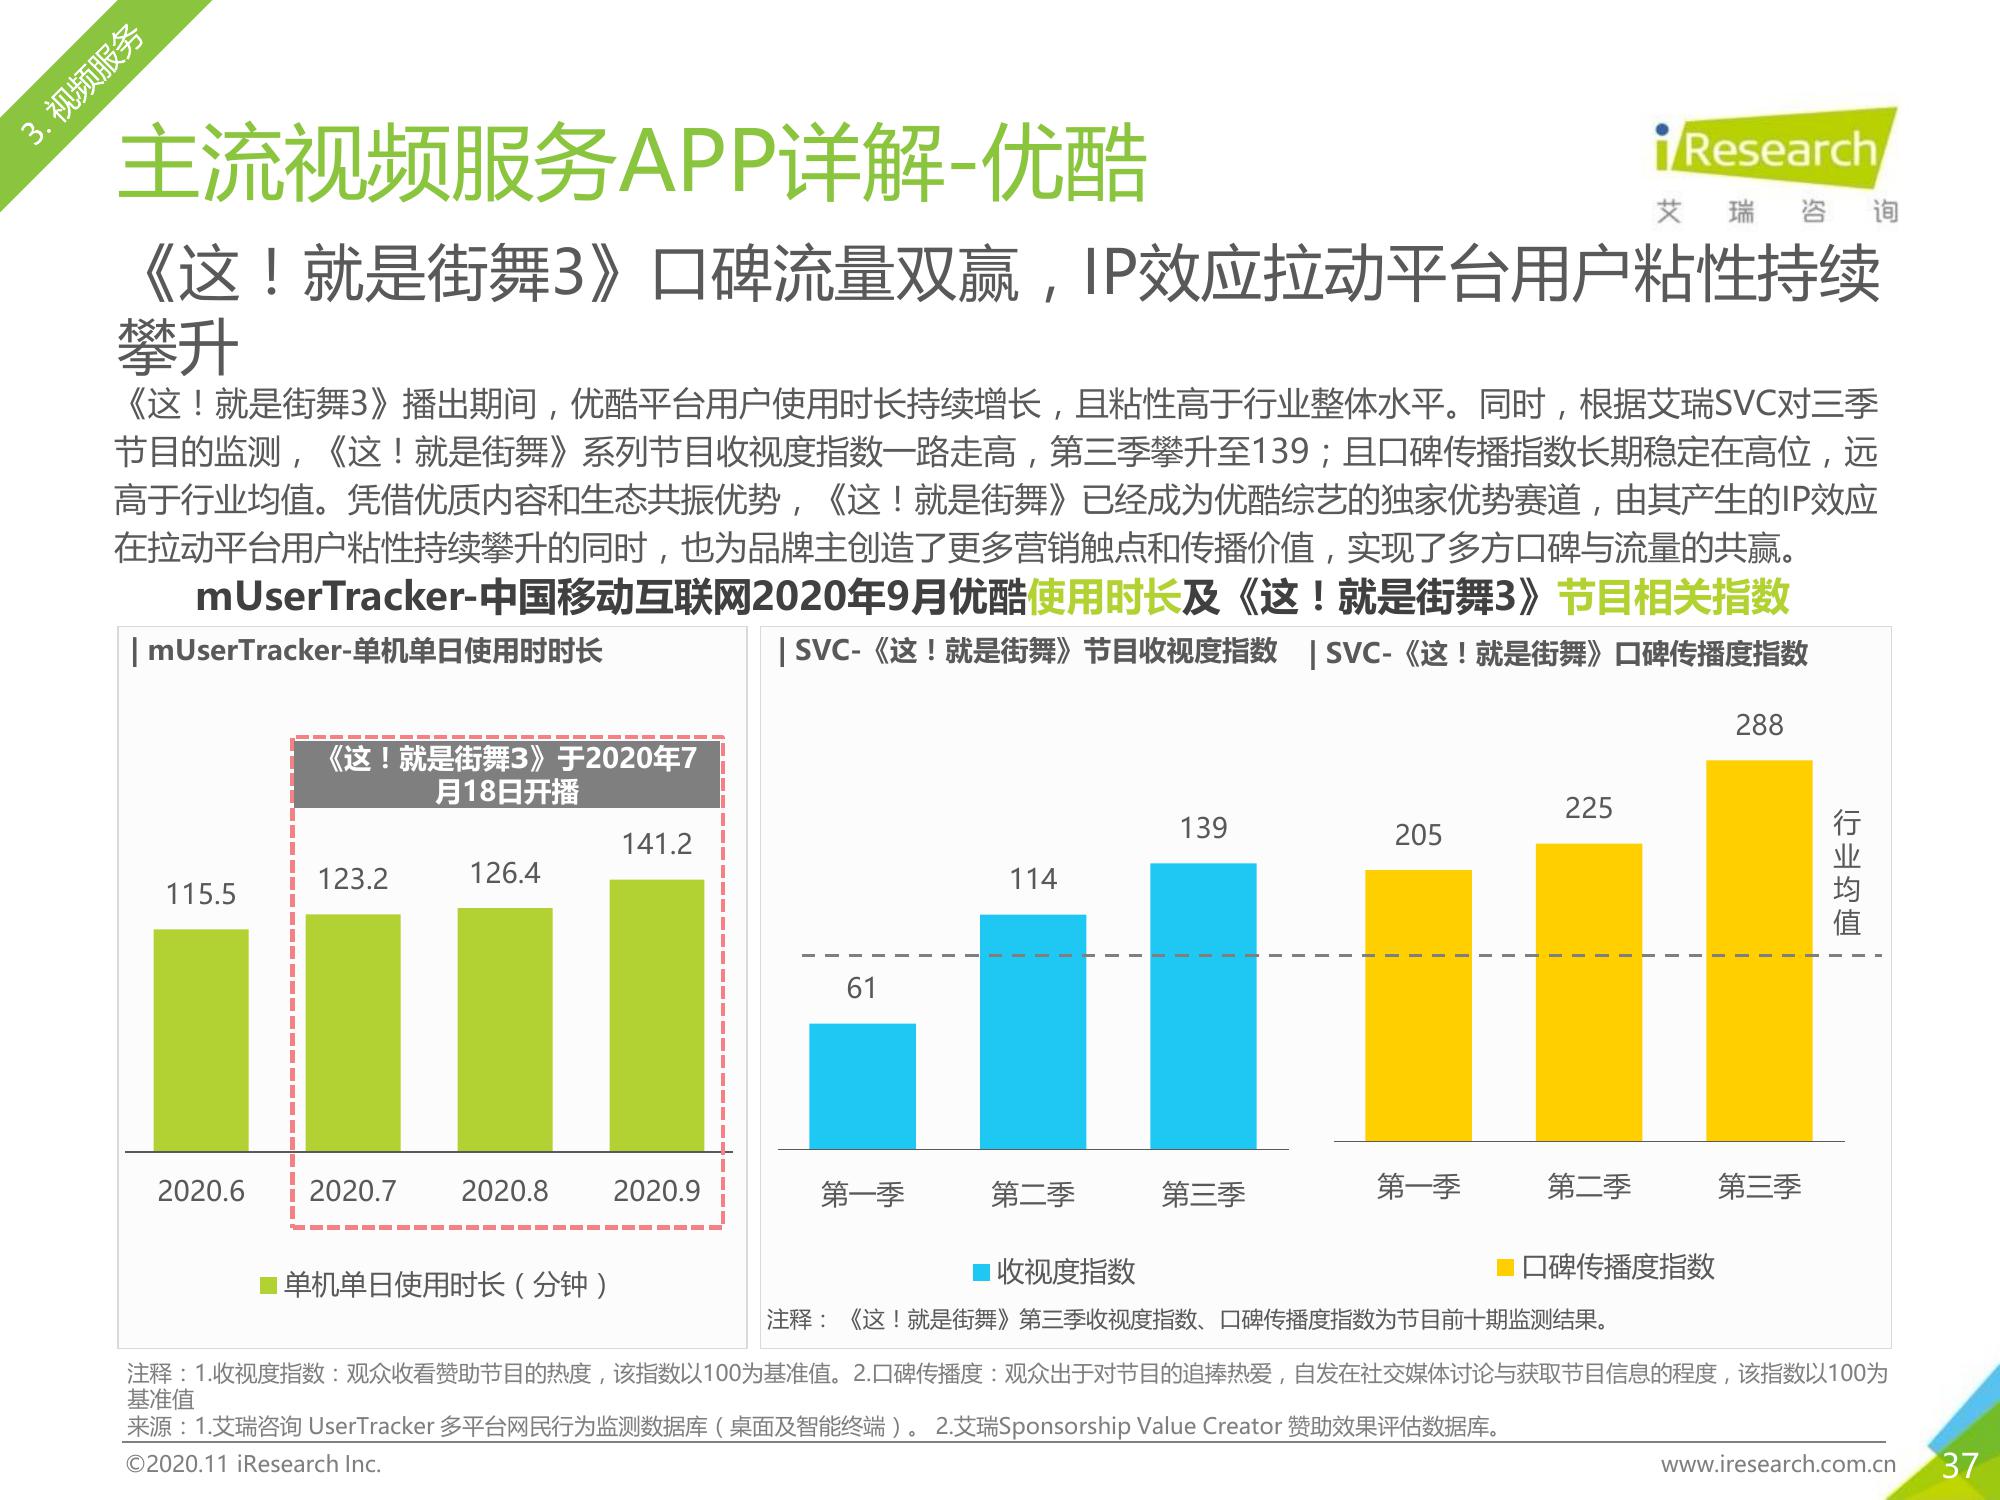 3. 视频服务
主流视频服务APP详解-优酷
iResearch
艾 瑞 咨 询
《这！就是街舞3》口碑流量双赢，IP效应拉动平台用户粘性持续
攀升
《这！就是街舞3》播出期间，优酷平台用户使用时长持续增长，且粘性高于行业整体水平。同时，根据艾瑞SVC对三季
节目的监测，《这！就是街舞》系列节目收视度指数一路走高，第三季攀升至139；且口碑传播指数长期稳定在高位，远
高于行业均值。凭借优质内容和生态共振优势，《这！就是街舞》已经成为优酷综艺的独家优势赛道，由其产生的IP效应
在拉动平台用户粘性持续攀升的同时，也为品牌主创造了更多营销触点和传播价值，实现了多方口碑与流量的共赢。
mUserTracker-中国移动互联网2020年9月优酷使用时长及《这！就是街舞3》节目相关指数
| mUserTracker-单机单日使用时时长
《这！就是街舞3》于2020年7
月18日开播
115.5
123.2
126.4
141.2
2020.6
2020.7
2020.8
2020.9
单机单日使用时长（分钟）
| SVC-《这！就是街舞》节目收视度指数
61
114
139
第一季
第二季
第三季
收视度指数
| SVC-《这！就是街舞》口碑传播度指数
205
225
288
行
业
均
值
第一季
第二季
第三季
口碑传播度指数
注释：《这！就是街舞》第三季收视度指数、口碑传播度指数为节目前十期监测结果。
注释：1.收视度指数：观众收看赞助节目的热度，该指数以100为基准值。2.口碑传播度：观众出于对节目的追捧热爱，自发在社交媒体讨论与获取节目信息的程度，该指数以100为
基准值
来源：1.艾瑞咨询 UserTracker 多平台网民行为监测数据库（桌面及智能终端）。 2.艾瑞Sponsorship Value Creator 赞助效果评估数据库。
©2020.11 iResearch Inc.
www.iresearch.com.cn
37